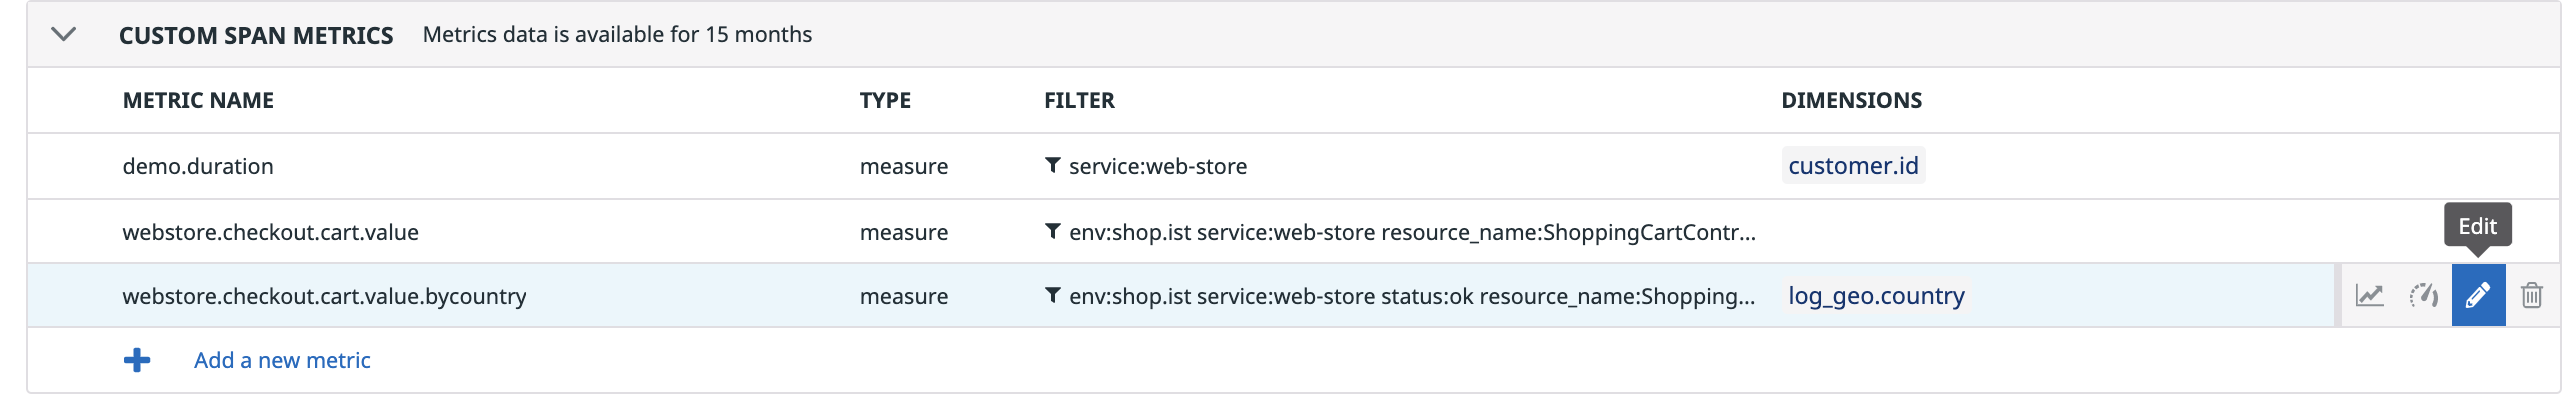 CUSTOM SPAN METRICS Metrics data is available for 15 months
METRIC NAME TYPE FILTER DIMENSIONS
demo.duration measure service:web-store customer.id
webstore.checkout.cart.value measure env:shop.ist service:web-store resource_name:ShoppingCartContr...
Edit
webstore.checkout.cart.value.bycountry measure env:shop.ist service:web-store status:ok resource_name:Shopping... log_geo.country
Add a new metric